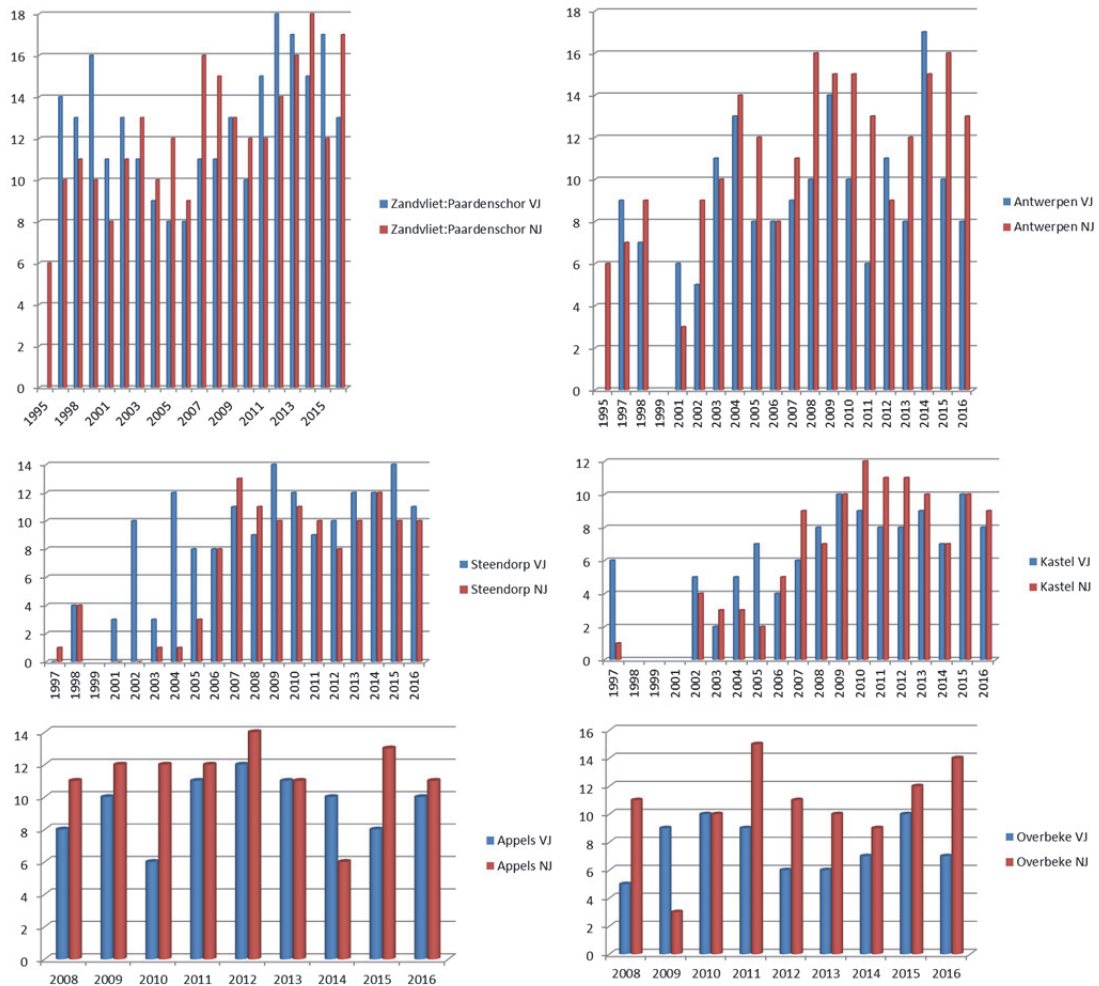 18
16
14
12
10
8
6
4
2
0
1995 1998 2001 2003 2005 2007 2009 2011 2013 2015
Zandvliet:Paardenschor VJ
Zandvliet:Paardenschor NJ
18
16
14
12
10
8
6
4
2
0
1995 1997 1998 1999 2001 2002 2003 2004 2005 2006 2007 2008 2009 2010 2011 2012 2013 2014 2015 2016
Antwerpen VJ
Antwerpen NJ
14
12
10
8
6
4
2
0
1997 1998 1999 2001 2002 2003 2004 2005 2006 2007 2008 2009 2010 2011 2012 2013 2014 2015 2016
Steendorp VJ
Steendorp NJ
12
10
8
6
4
2
0
1997 1998 1999 2001 2002 2003 2004 2005 2006 2007 2008 2009 2010 2011 2012 2013 2014 2015 2016
Kastel VJ
Kastel NJ
14
12
10
8
6
4
2
0
2008 2009 2010 2011 2012 2013 2014 2015 2016
Appels VJ
Appels NJ
16
14
12
10
8
6
4
2
0
2008 2009 2010 2011 2012 2013 2014 2015 2016
Overbeke VJ
Overbeke NJ